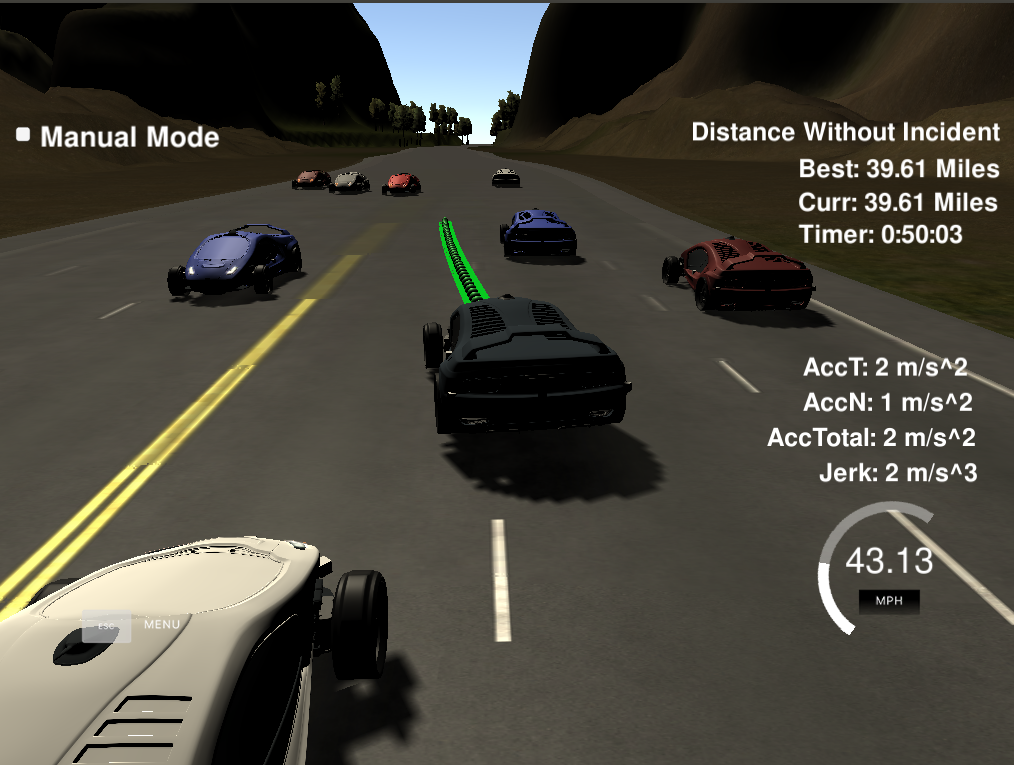 Manual Mode
Distance Without Incident
Best: 39.61 Miles
Curr: 39.61 Miles
Timer: 0:50:03
AccT: 2 m/s^2
AccN: 1 m/s^2
AccTotal: 2 m/s^2
Jerk: 2 m/s^3
43.13
MPH
ESC MENU